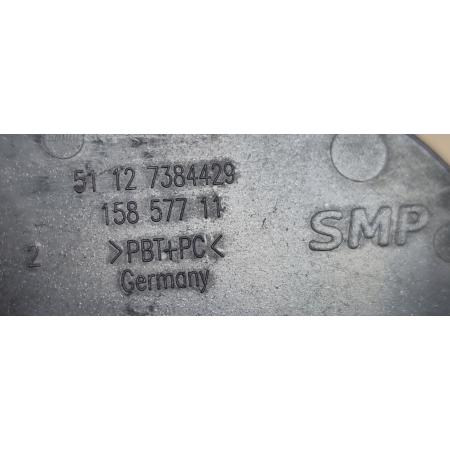 51 12 7384429
158 577 11
SMP
2
>PBT+PC<
Germany